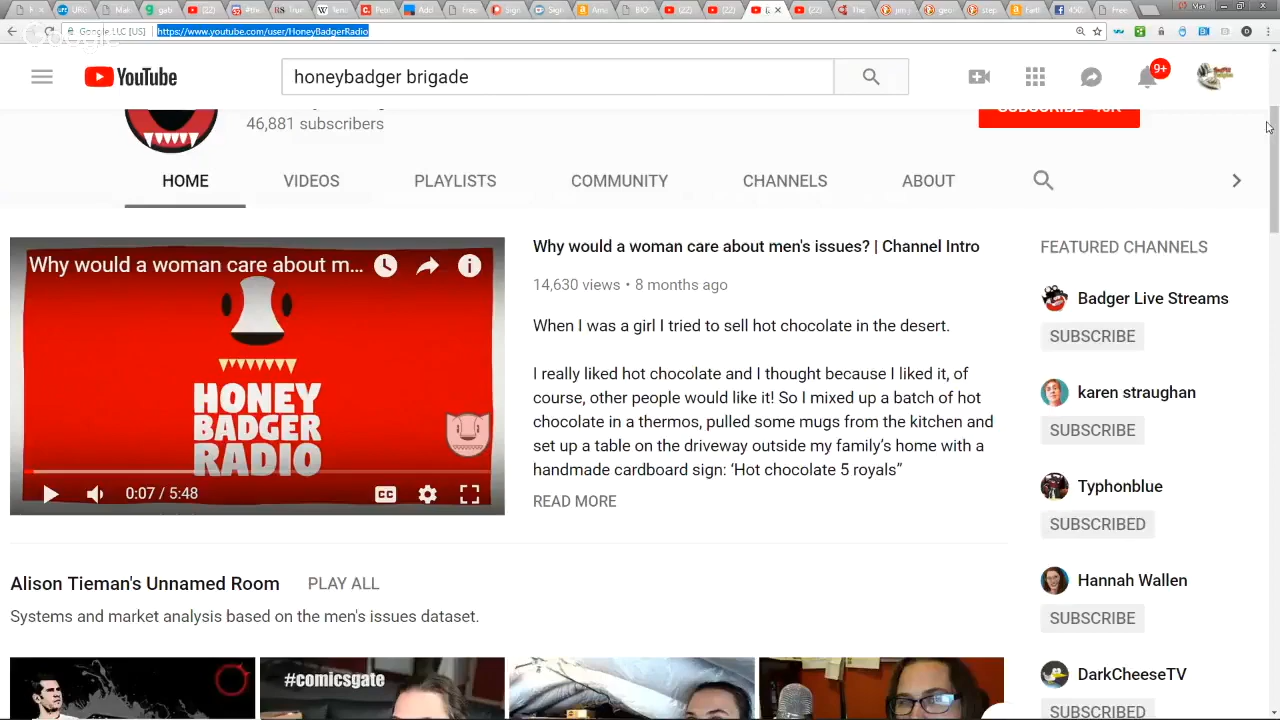 Google LLC [US] https://www.youtube.com/user/HoneyBadgerRadio
YouTube
honeybadger brigade
9+
46,881 subscribers
HOME VIDEOS PLAYLISTS COMMUNITY CHANNELS ABOUT
Why would a woman care about m...
HONEY
BADGER
RADIO
0:07 / 5:48
CC
Why would a woman care about men's issues? | Channel Intro
14,630 views • 8 months ago
When I was a girl I tried to sell hot chocolate in the desert.
I really liked hot chocolate and I thought because I liked it, of
course, other people would like it! So I mixed up a batch of hot
chocolate in a thermos, pulled some mugs from the kitchen and
set up a table on the driveway outside my family's home with a
handmade cardboard sign: ‘Hot chocolate 5 royals”
READ MORE
FEATURED CHANNELS
Badger Live Streams
SUBSCRIBE
karen straughan
SUBSCRIBE
Typhonblue
SUBSCRIBED
Hannah Wallen
SUBSCRIBE
DarkCheeseTV
SUBSCRIBED
Alison Tieman's Unnamed Room PLAY ALL
Systems and market analysis based on the men's issues dataset.
#comicsgate